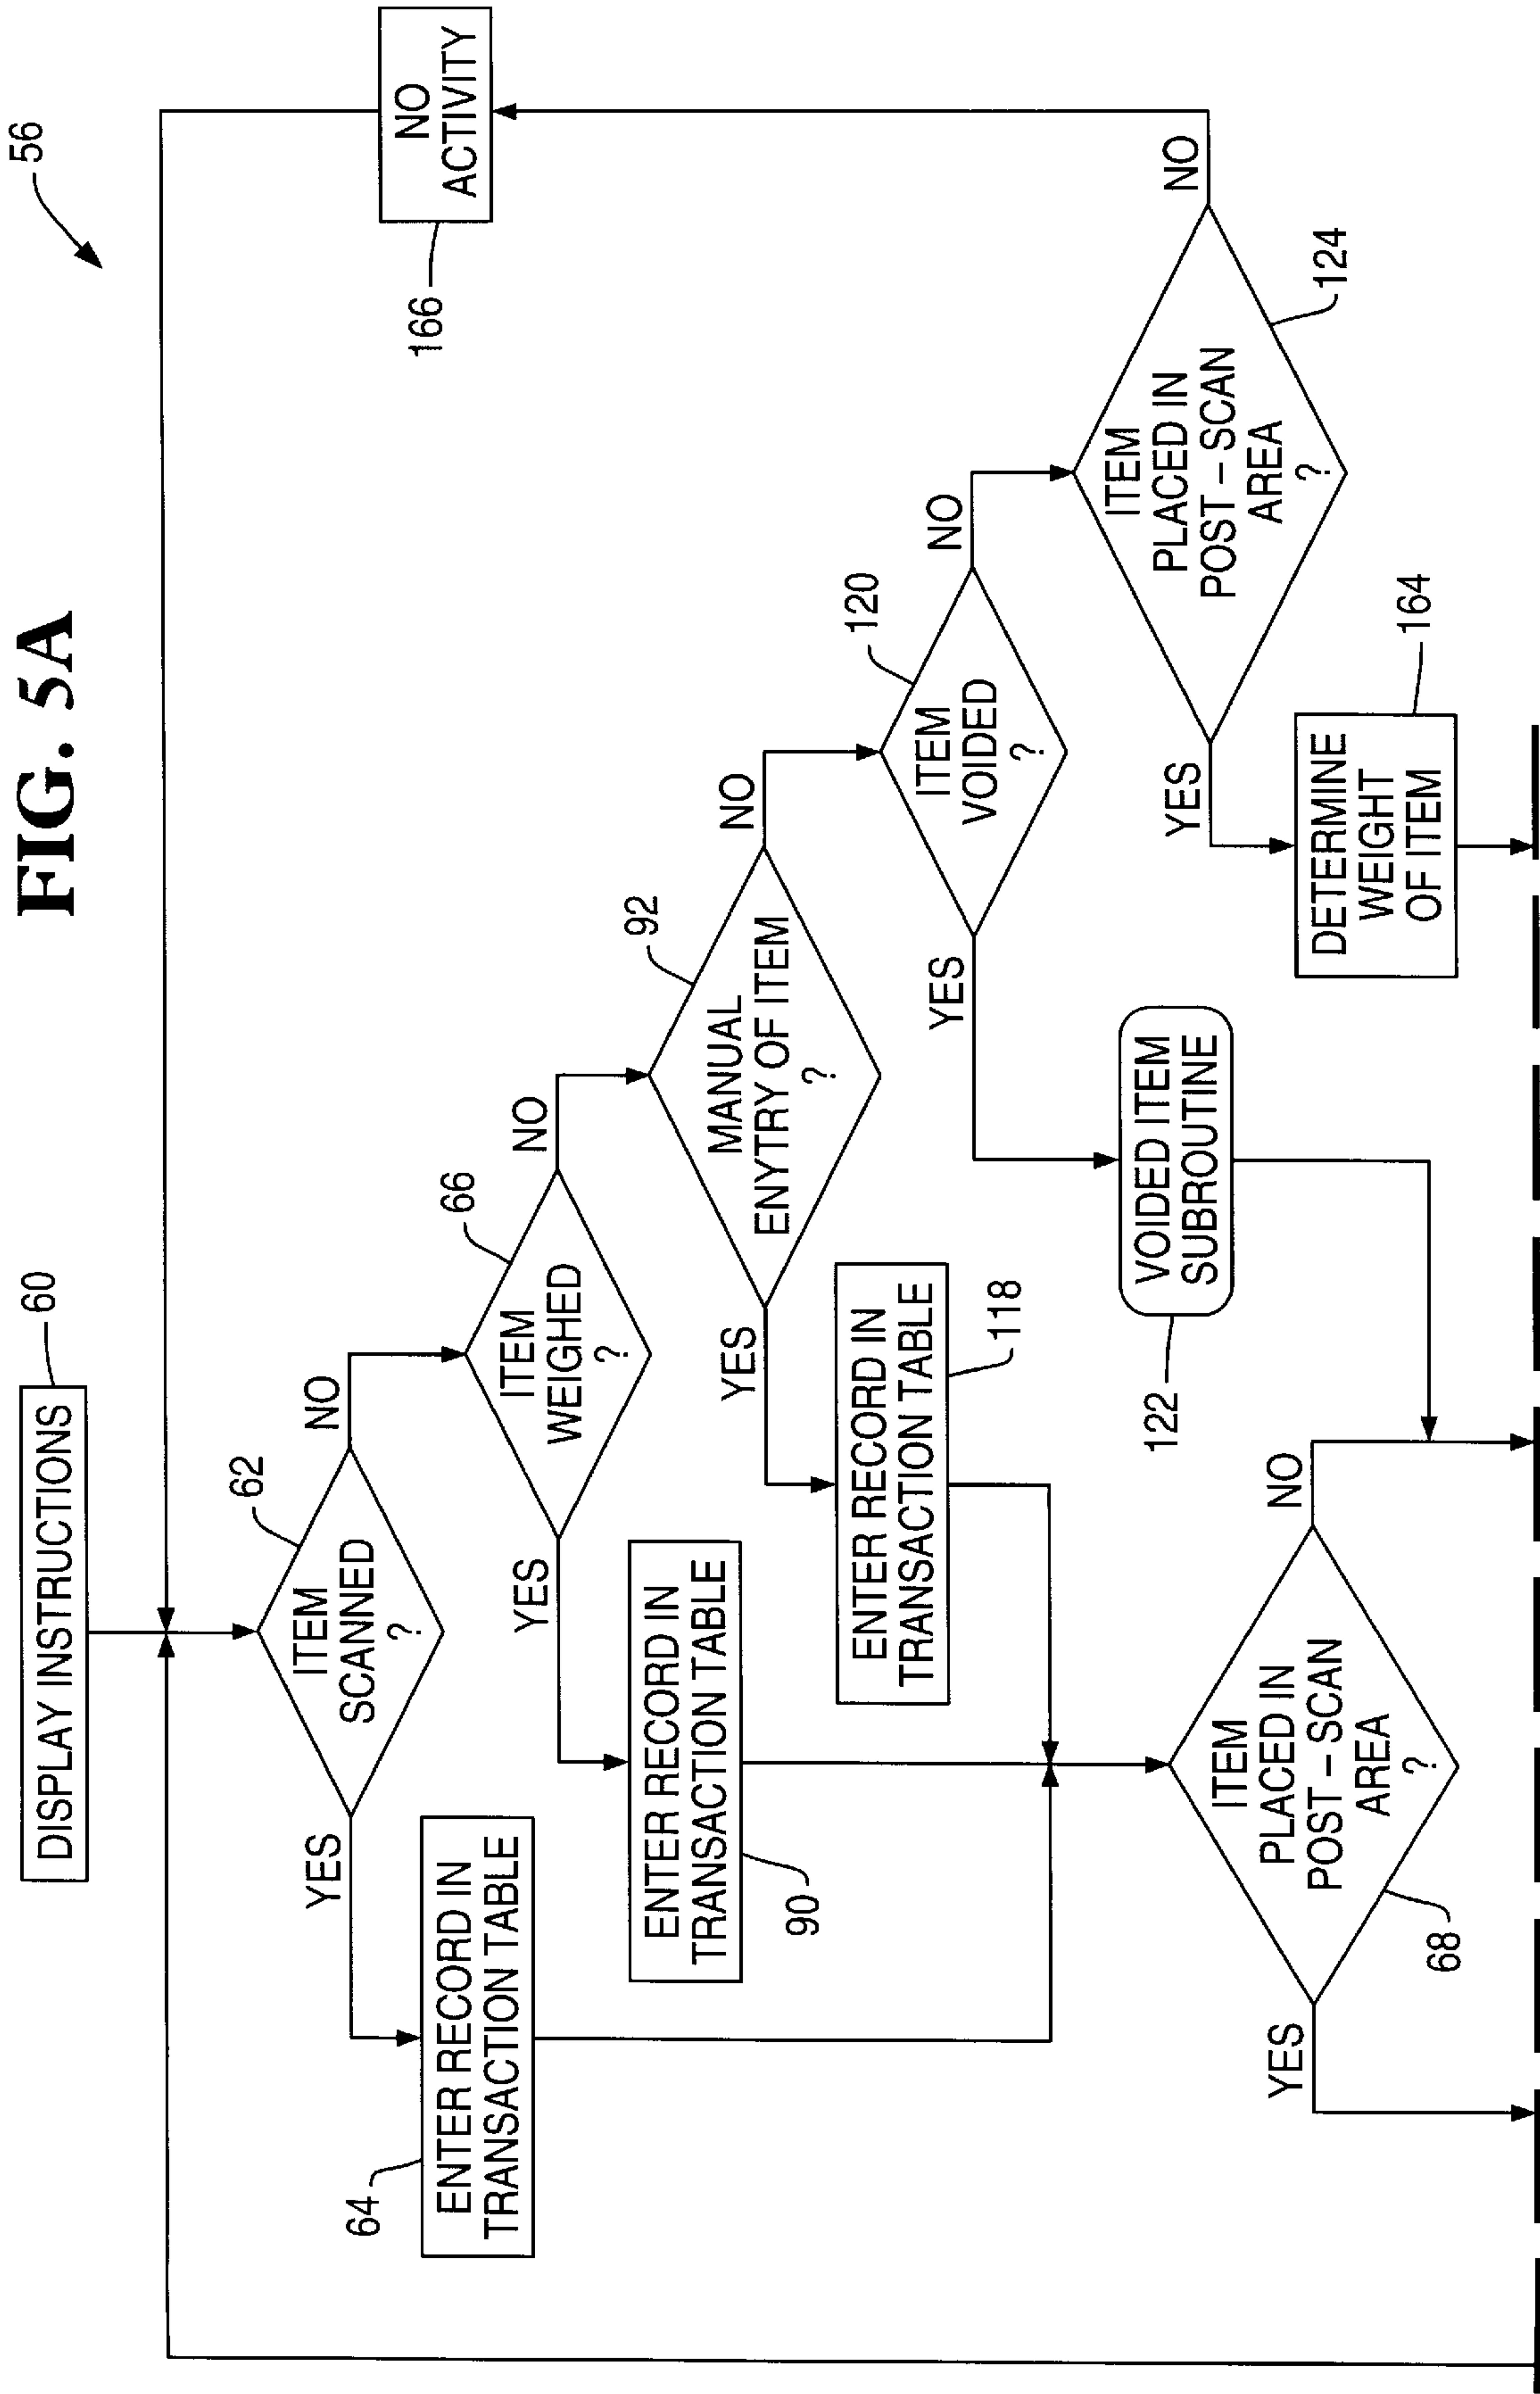 FIG. 5A
56
DISPLAY INSTRUCTIONS
60
ITEM
SCANNED
?
62
YES
NO
64
ENTER RECORD IN
TRANSACTION TABLE
ITEM
WEIGHED
?
66
YES
NO
ENTER RECORD IN
TRANSACTION TABLE
90
MANUAL
ENYTRY OF ITEM
?
92
YES
NO
ENTER RECORD IN
TRANSACTION TABLE
118
ITEM
VOIDED
?
120
YES
NO
VOIDED ITEM
SUBROUTINE
122
ITEM
PLACED IN
POST – SCAN
AREA
?
124
YES
NO
DETERMINE
WEIGHT
OF ITEM
164
NO
ACTIVITY
166
ITEM
PLACED IN
POST – SCAN
AREA
?
68
YES
NO